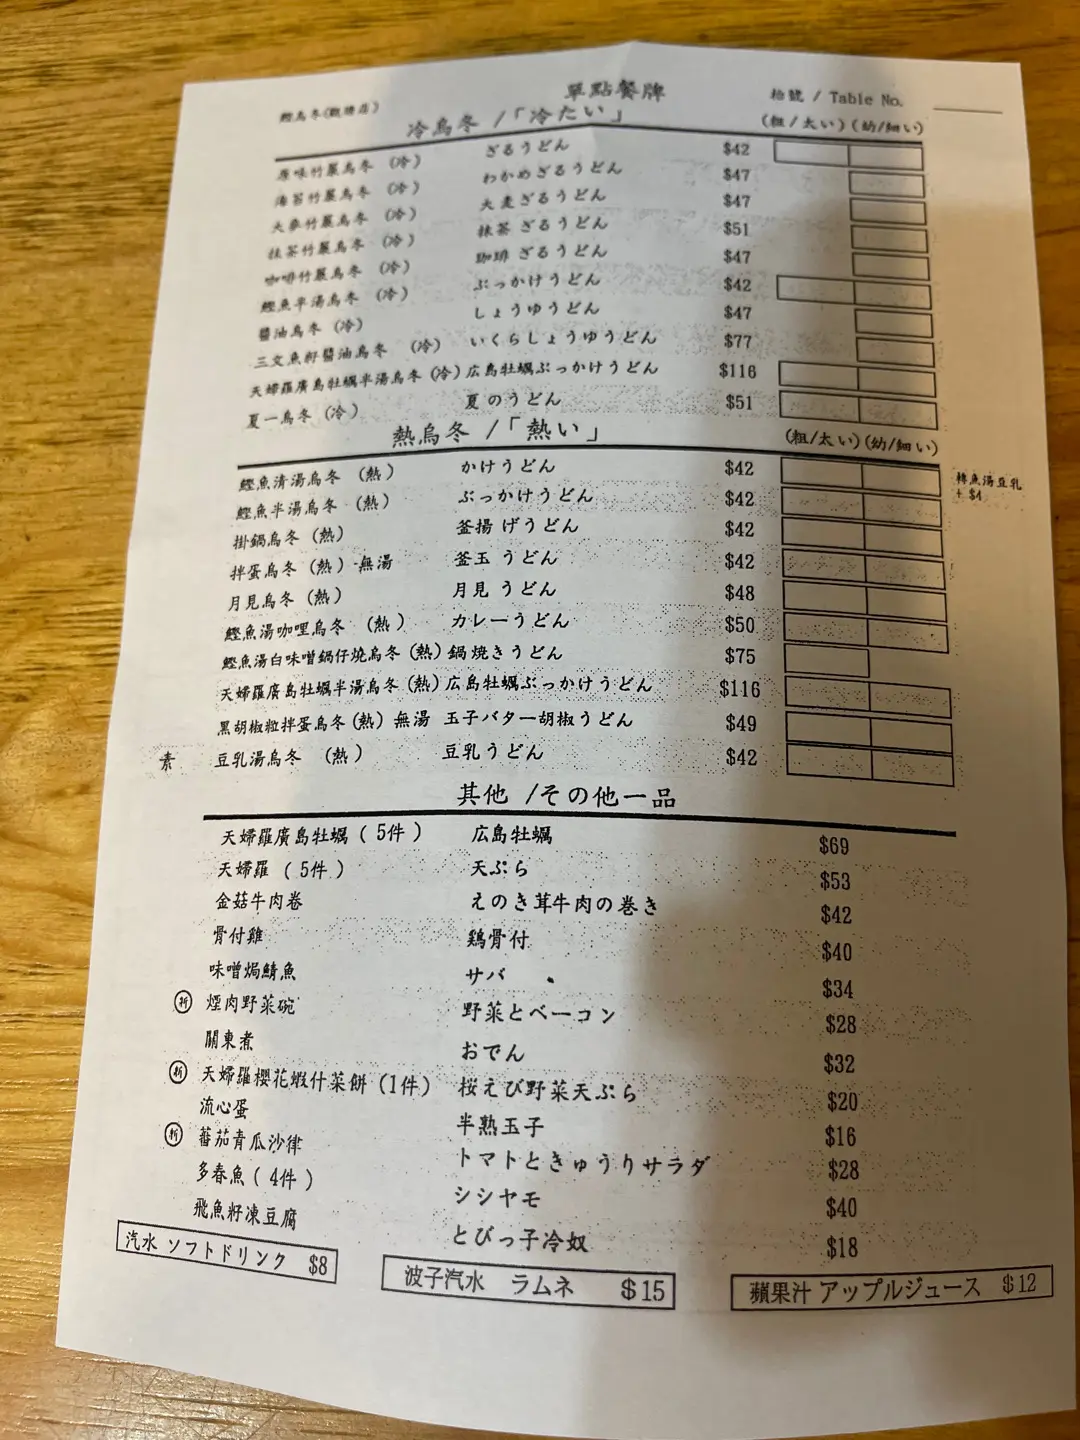 單點餐牌
鰹烏冬(觀塘店) 枱號 / Table No.
冷烏冬 /「冷たい」 (粗/太い)(幼/細い)
原味竹籮烏冬 (冷) ざるうどん $42
海苔竹籮烏冬 (冷) わかめざるうどん $47
大麥竹籮烏冬 (冷) 大麦ざるうどん $47
抹茶竹籮烏冬 (冷) 抹茶 ざるうどん $51
咖啡竹籮烏冬 (冷) 珈琲 ざるうどん $47
鰹魚半湯烏冬 (冷) ぶっかけうどん $42
醬油烏冬 (冷) しょうゆうどん $47
三文魚籽醬油烏冬 (冷) いくらしょうゆうどん $77
天婦羅廣島牡蠣半湯烏冬 (冷) 広島牡蠣ぶっかけうどん $116
夏一烏冬 (冷) 夏のうどん $51
熱烏冬 /「熱い」 (粗/太い)(幼/細い)
鰹魚清湯烏冬 (熱) かけうどん $42
轉魚湯豆乳
+ $4
鰹魚半湯烏冬 (熱) ぶっかけうどん $42
掛鍋烏冬 (熱) 釜揚げうどん $42
拌蛋烏冬 (熱) 無湯 釜玉 うどん $42
月見烏冬 (熱) 月見 うどん $48
鰹魚湯咖哩烏冬 (熱) カレーうどん $50
鰹魚湯白味噌鍋仔燒烏冬 (熱) 鍋焼きうどん $75
天婦羅廣島牡蠣半湯烏冬 (熱) 広島牡蠣ぶっかけうどん $116
黑胡椒粒拌蛋烏冬 (熱) 無湯 玉子バター胡椒うどん $49
素 豆乳湯烏冬 (熱) 豆乳うどん $42
其他 /その他一品
天婦羅廣島牡蠣 ( 5件 ) 広島牡蠣 $69
天婦羅 ( 5件 ) 天ぷら $53
金菇牛肉卷 えのき茸牛肉の巻き $42
骨付雞 鶏骨付 $40
味噌焗鯖魚 サバ $34
新 煙肉野菜碗 野菜とベーコン $28
關東煮 おでん $32
新 天婦羅櫻花蝦什菜餅 (1件) 桜えび野菜天ぷら $20
流心蛋 半熟玉子 $16
新 蕃茄青瓜沙律 トマトときゅうりサラダ $28
多春魚 ( 4件 ) シシヤモ $40
飛魚籽凍豆腐 とびっ子冷奴 $18
汽水 ソフトドリンク $8
波子汽水 ラムネ $15
蘋果汁 アップルジュース $12